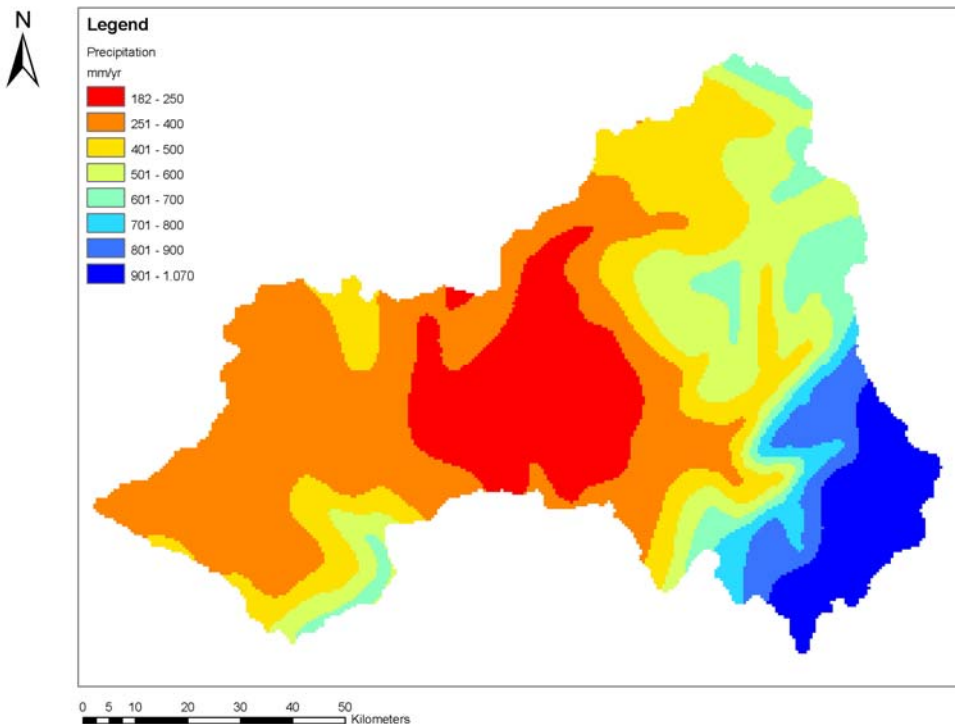 N
Legend
Precipitation
mm/yr
182 - 250
251 - 400
401 - 500
501 - 600
601 - 700
701 - 800
801 - 900
901 - 1.070
0 5 10 20 30 40 50
Kilometers